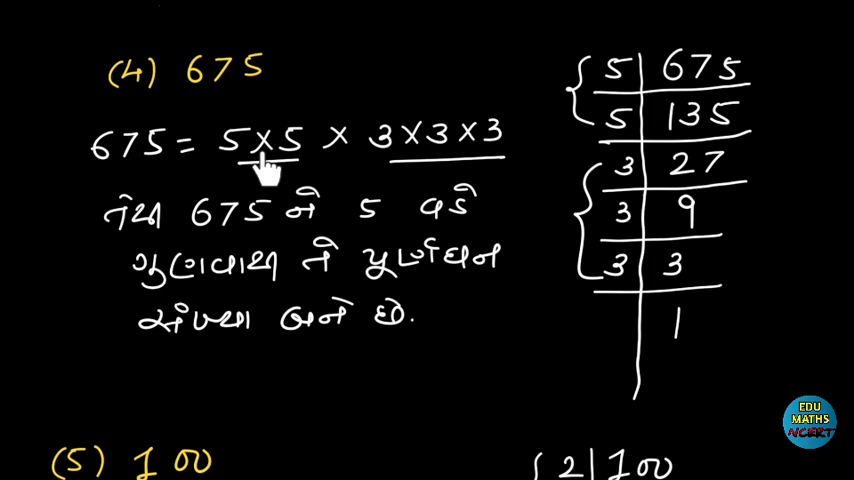 (4) 675
675 = 5×5 × 3×3×3
તેથી 675 ને 5 વડે
ગુણવાથી તે પૂર્ણઘન
સંખ્યા બને છે.
5 | 675
5 | 135
3 | 27
3 | 9
3 | 3
| 1
(5) 100
2 | 100
EDU
MATHS
NCERT